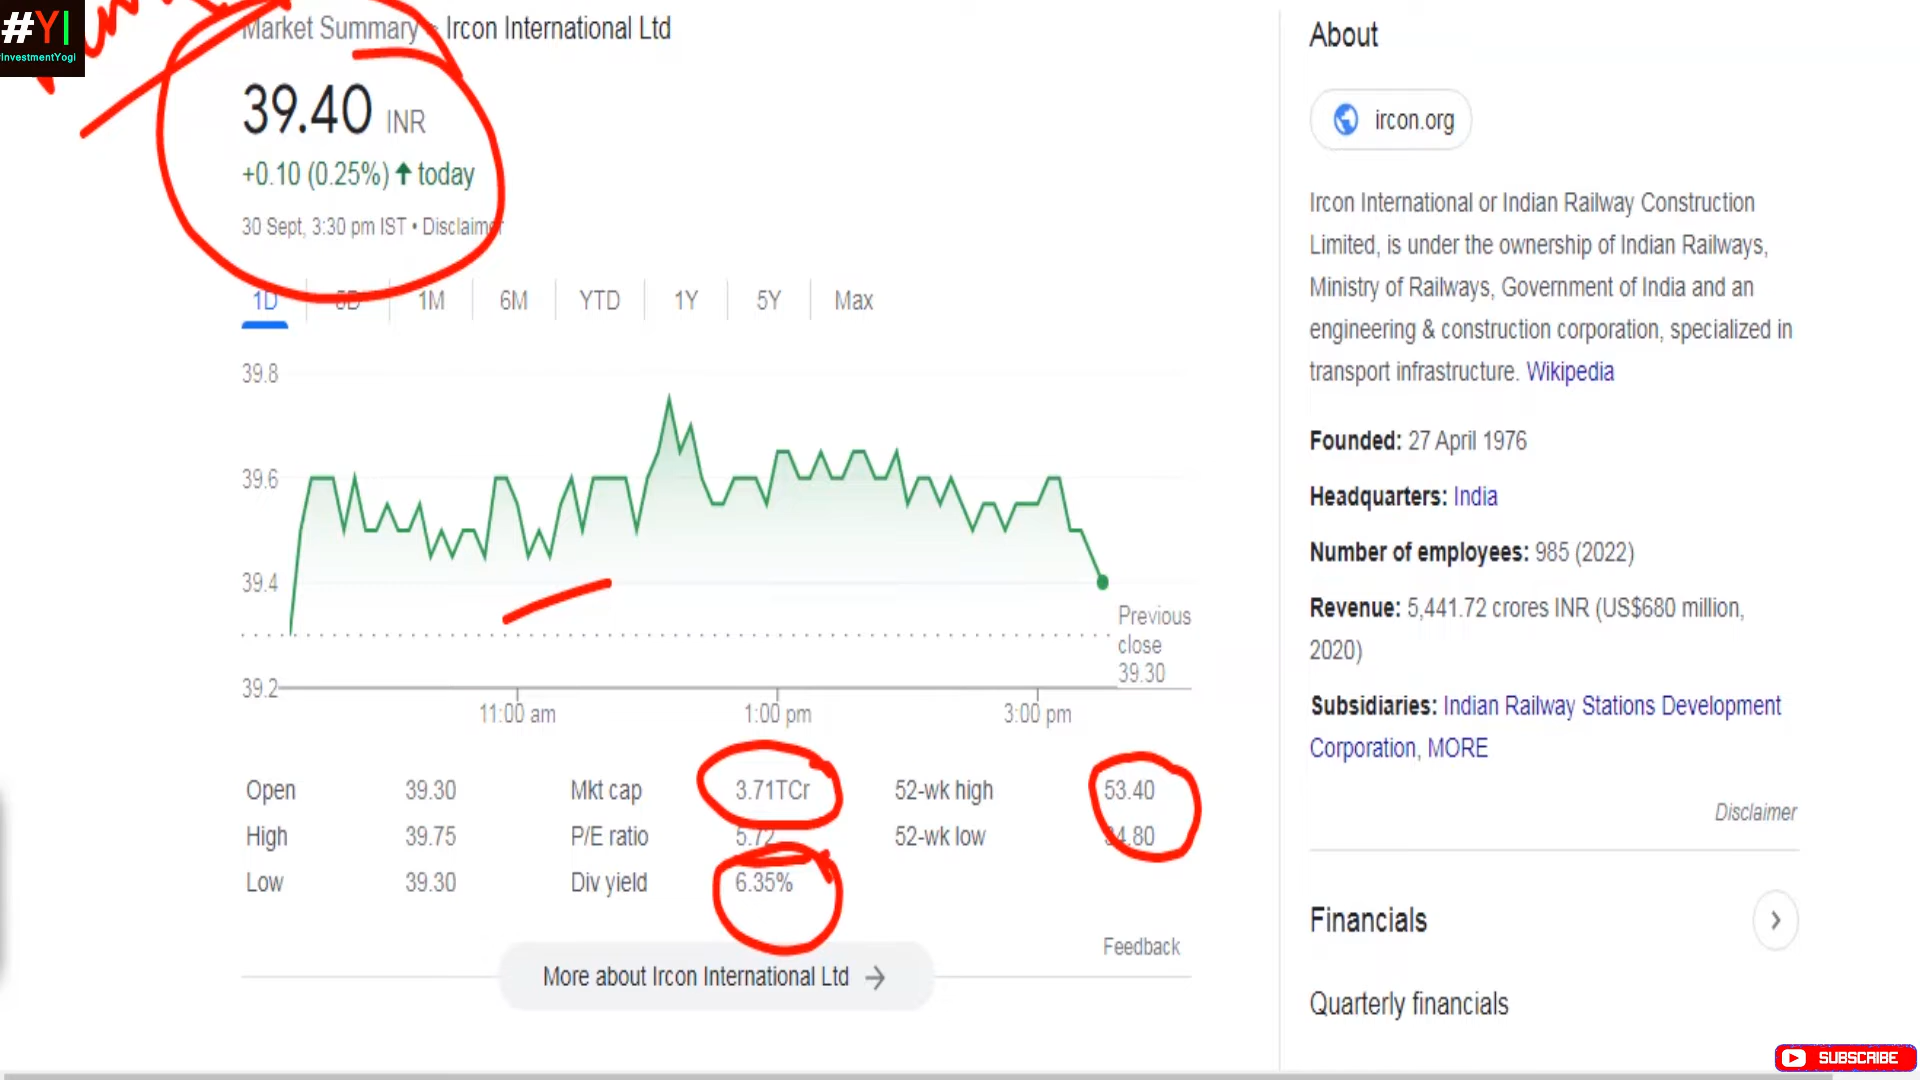 #YI
InvestmentYogi
Market Summary > Ircon International Ltd
39.40 INR
+0.10 (0.25%) ↑ today
30 Sept, 3:30 pm IST • Disclaimer
1D 5D 1M 6M YTD 1Y 5Y Max
39.8
39.6
39.4
39.2
Previous
close
39.30
11:00 am 1:00 pm 3:00 pm
Open 39.30 Mkt cap 3.71TCr 52-wk high 53.40
High 39.75 P/E ratio 5.72 52-wk low 34.80
Low 39.30 Div yield 6.35%
Feedback
More about Ircon International Ltd →
About
ircon.org
Ircon International or Indian Railway Construction
Limited, is under the ownership of Indian Railways,
Ministry of Railways, Government of India and an
engineering & construction corporation, specialized in
transport infrastructure. Wikipedia
Founded: 27 April 1976
Headquarters: India
Number of employees: 985 (2022)
Revenue: 5,441.72 crores INR (US$680 million,
2020)
Subsidiaries: Indian Railway Stations Development
Corporation, MORE
Disclaimer
Financials
Quarterly financials
SUBSCRIBE